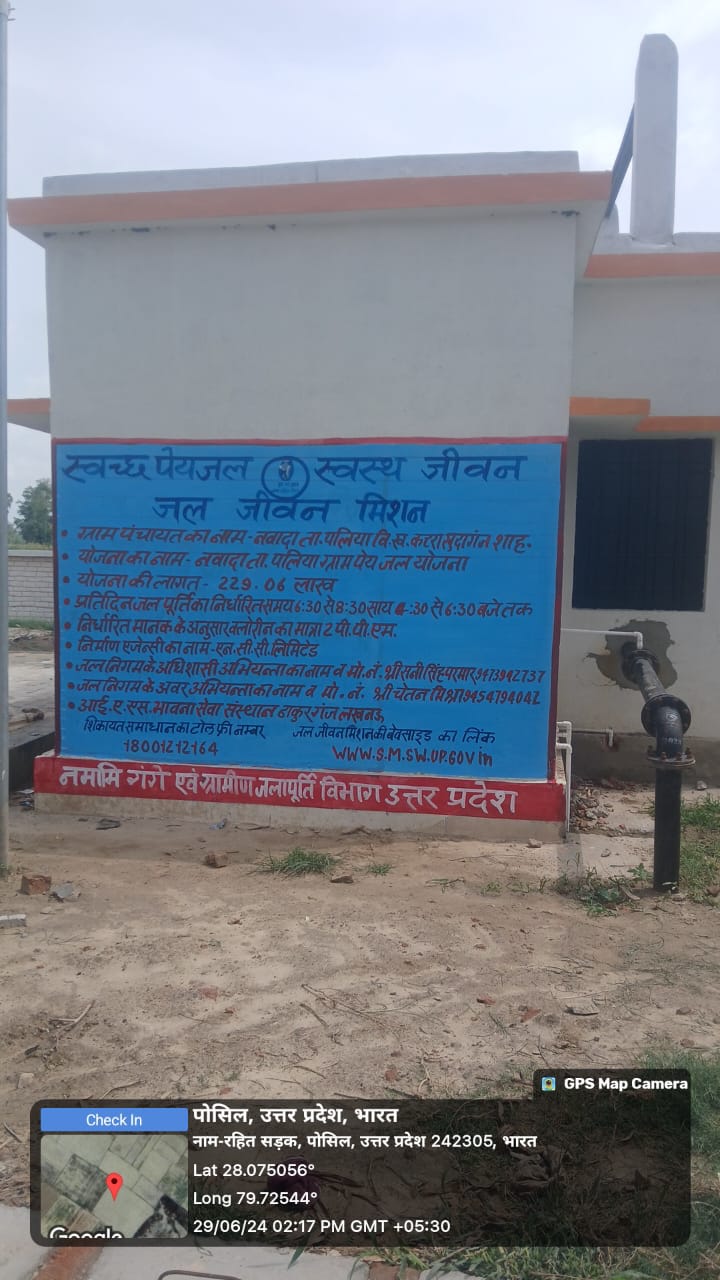 स्वच्छ पेयजल स्वस्थ जीवन
जल जीवन मिशन
• ग्राम पंचायत का नाम - नवादा ता. पलिया वि.ख. कटरा खुदागंज शाह.
• योजना का नाम - नवादा ता. पलिया ग्राम पेय जल योजना
• योजना की लागत - 229.06 लाख
• प्रतिदिन जल पूर्ति का निर्धारित समय 6:30 से 8:30 साय 4:30 से 6:30 बजे तक
• निर्धारित मानक के अनुसार क्लोरीन का मात्रा 2 पी.पी.एम.
• निर्माण एजेन्सी का नाम - एन.सी.सी. लिमिटेड
• जल निगम के अधिशासी अभियन्ता का नाम व मो.नं. श्री रानी सिंह परमार 9473942737
• जल निगम के अवर अभियन्ता का नाम व मो. नं. श्री चेतन मिश्रा 9454794042
• आई.ए.एस. भावना सेवा संस्थान ठाकुरगंज लखनऊ
शिकायत समाधान का टोल फ्री नम्बर जल जीवन मिशन की बेवसाइड का लिंक
18001212164 WWW.S.M.SW.UP.GOV in
नमामि गंगे एवं ग्रामीण जलापूर्ति विभाग उत्तर प्रदेश
GPS Map Camera
Check In
पोसिल, उत्तर प्रदेश, भारत
नाम-रहित सड़क, पोसिल, उत्तर प्रदेश 242305, भारत
Lat 28.075056°
Long 79.72544°
29/06/24 02:17 PM GMT +05:30
Google